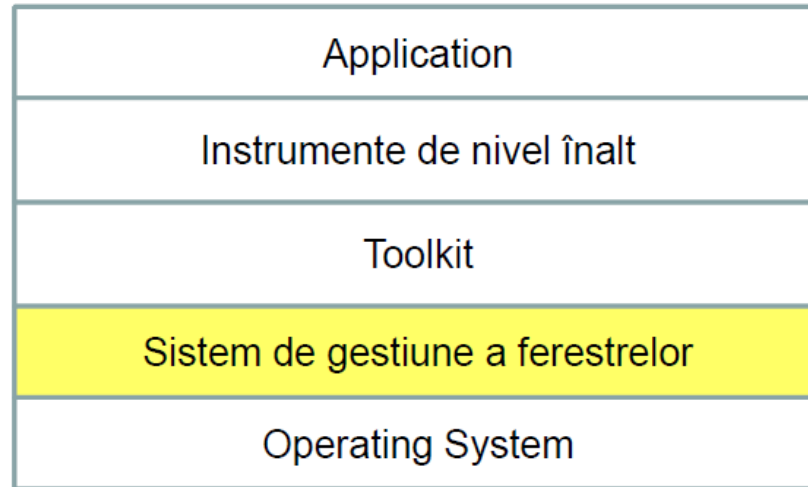 Application
Instrumente de nivel înalt
Toolkit
Sistem de gestiune a ferestrelor
Operating System